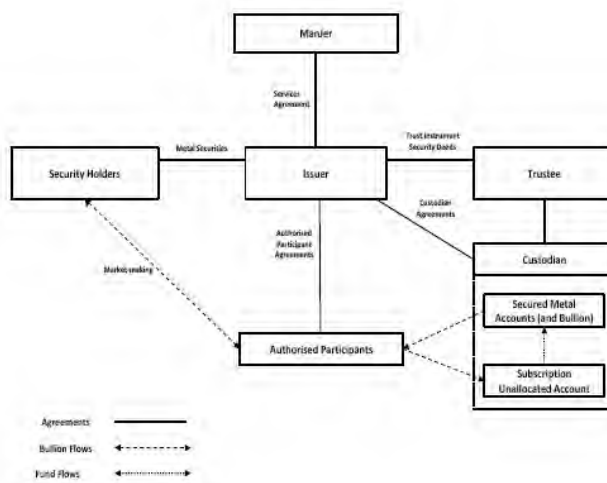 ManJer
Services
Agreement
Metal Securities
Trust Instrument
Security Deeds
Security Holders
Issuer
Trustee
Custodian
Agreements
Authorised
Participant
Agreements
Custodian
Market-making
Secured Metal
Accounts (and Bullion)
Authorised Participants
Subscription
Unallocated Account
Agreements
Bullion Flows
Fund Flows